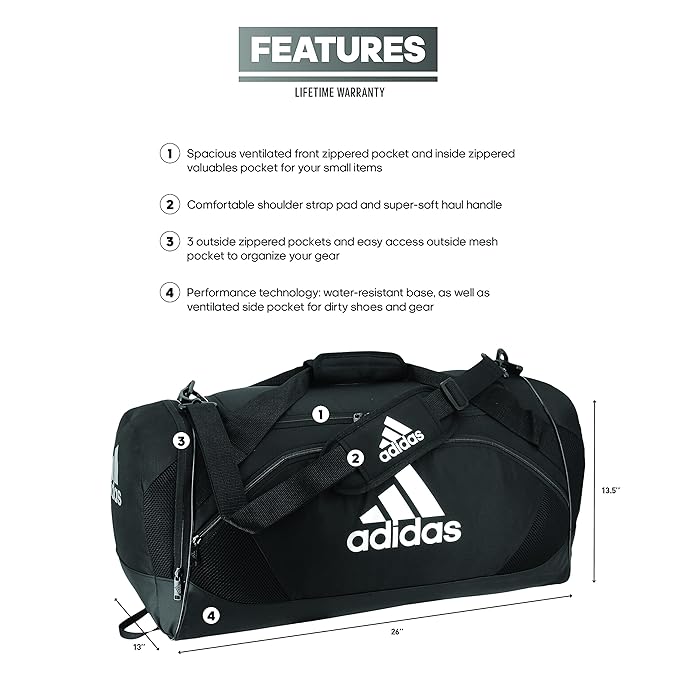 FEATURES
LIFETIME WARRANTY
1 Spacious ventilated front zippered pocket and inside zippered
valuables pocket for your small items
2 Comfortable shoulder strap pad and super-soft haul handle
3 3 outside zippered pockets and easy access outside mesh
pocket to organize your gear
4 Performance technology: water-resistant base, as well as
ventilated side pocket for dirty shoes and gear
1
3
2
adidas
adidas
adidas
4
13.5"
26"
13"